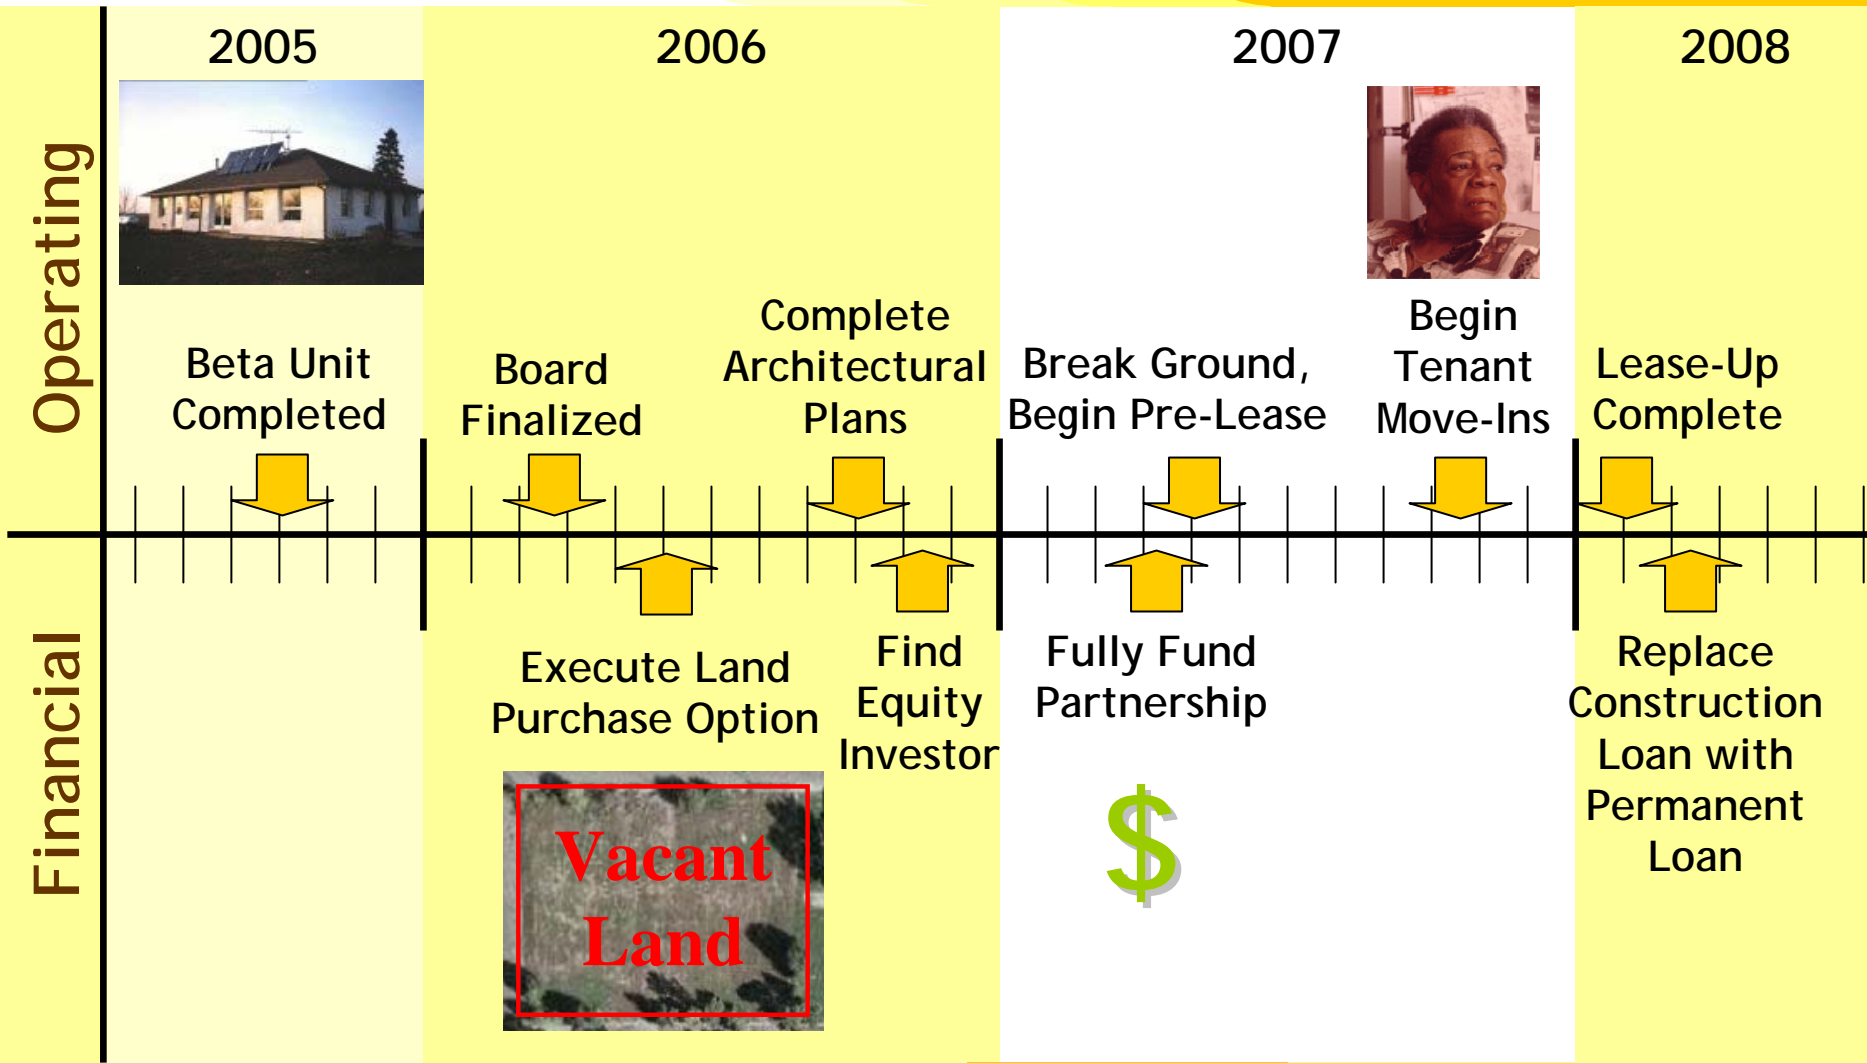 2005
2006
2007
2008
Operating
Beta Unit
Completed
Board
Finalized
Complete
Architectural
Plans
Break Ground,
Begin Pre-Lease
Begin
Tenant
Move-Ins
Lease-Up
Complete
Financial
Execute Land
Purchase Option
Vacant
Land
Find
Equity
Investor
Fully Fund
Partnership
$
Replace
Construction
Loan with
Permanent
Loan